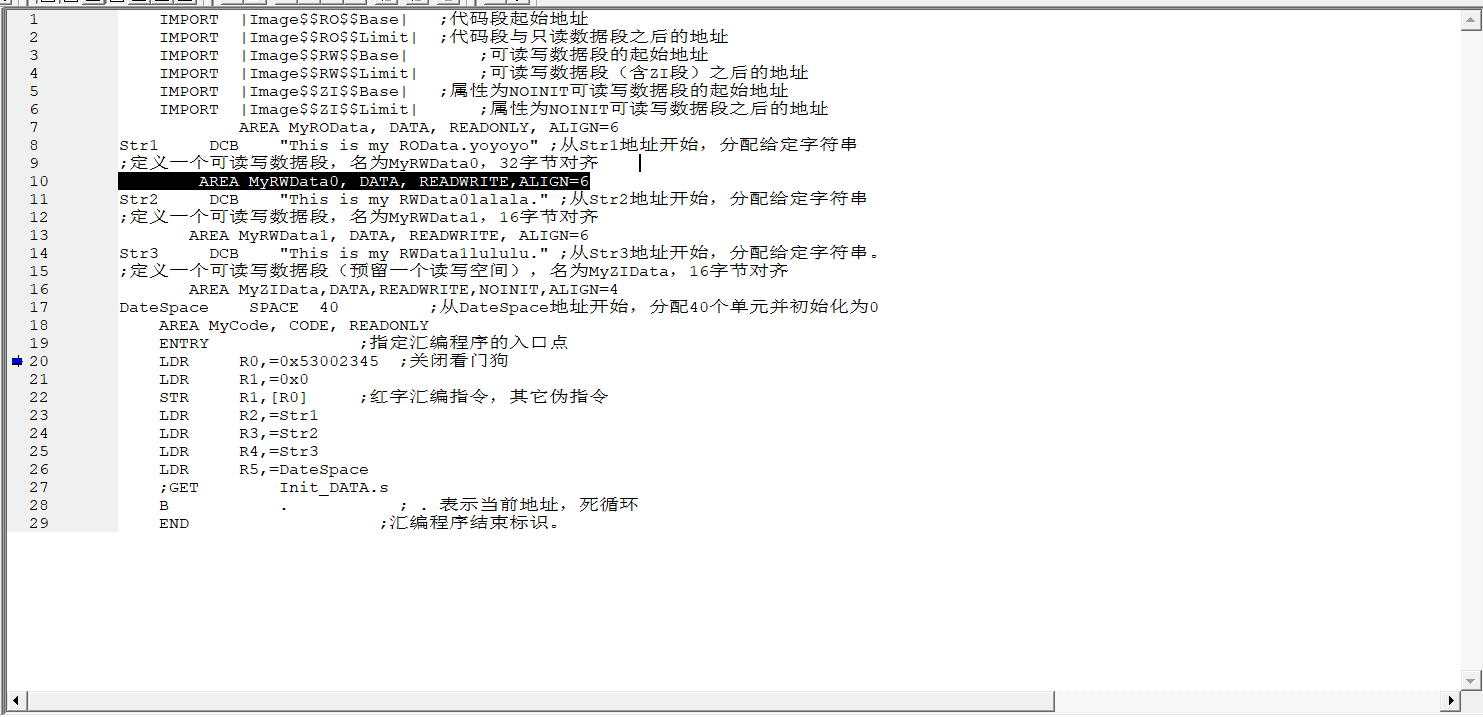 1 IMPORT |Image$$RO$$Base| ;代码段起始地址
2 IMPORT |Image$$RO$$Limit| ;代码段与只读数据段之后的地址
3 IMPORT |Image$$RW$$Base| ;可读写数据段的起始地址
4 IMPORT |Image$$RW$$Limit| ;可读写数据段（含ZI段）之后的地址
5 IMPORT |Image$$ZI$$Base| ;属性为NOINIT可读写数据段的起始地址
6 IMPORT |Image$$ZI$$Limit| ;属性为NOINIT可读写数据段之后的地址
7 AREA MyROData, DATA, READONLY, ALIGN=6
8 Str1 DCB "This is my ROData.yoyoyo" ;从Str1地址开始，分配给定字符串
9 ;定义一个可读写数据段，名为MyRWData0，32字节对齐
10 AREA MyRWData0, DATA, READWRITE,ALIGN=6
11 Str2 DCB "This is my RWData0lalala." ;从Str2地址开始，分配给定字符串
12 ;定义一个可读写数据段，名为MyRWData1，16字节对齐
13 AREA MyRWData1, DATA, READWRITE, ALIGN=6
14 Str3 DCB "This is my RWData1lululu." ;从Str3地址开始，分配给定字符串。
15 ;定义一个可读写数据段（预留一个读写空间），名为MyZIData，16字节对齐
16 AREA MyZIData,DATA,READWRITE,NOINIT,ALIGN=4
17 DateSpace SPACE 40 ;从DateSpace地址开始，分配40个单元并初始化为0
18 AREA MyCode, CODE, READONLY
19 ENTRY ;指定汇编程序的入口点
20 LDR R0,=0x53002345 ;关闭看门狗
21 LDR R1,=0x0
22 STR R1,[R0] ;红字汇编指令，其它伪指令
23 LDR R2,=Str1
24 LDR R3,=Str2
25 LDR R4,=Str3
26 LDR R5,=DateSpace
27 ;GET Init_DATA.s
28 B . ; . 表示当前地址，死循环
29 END ;汇编程序结束标识。